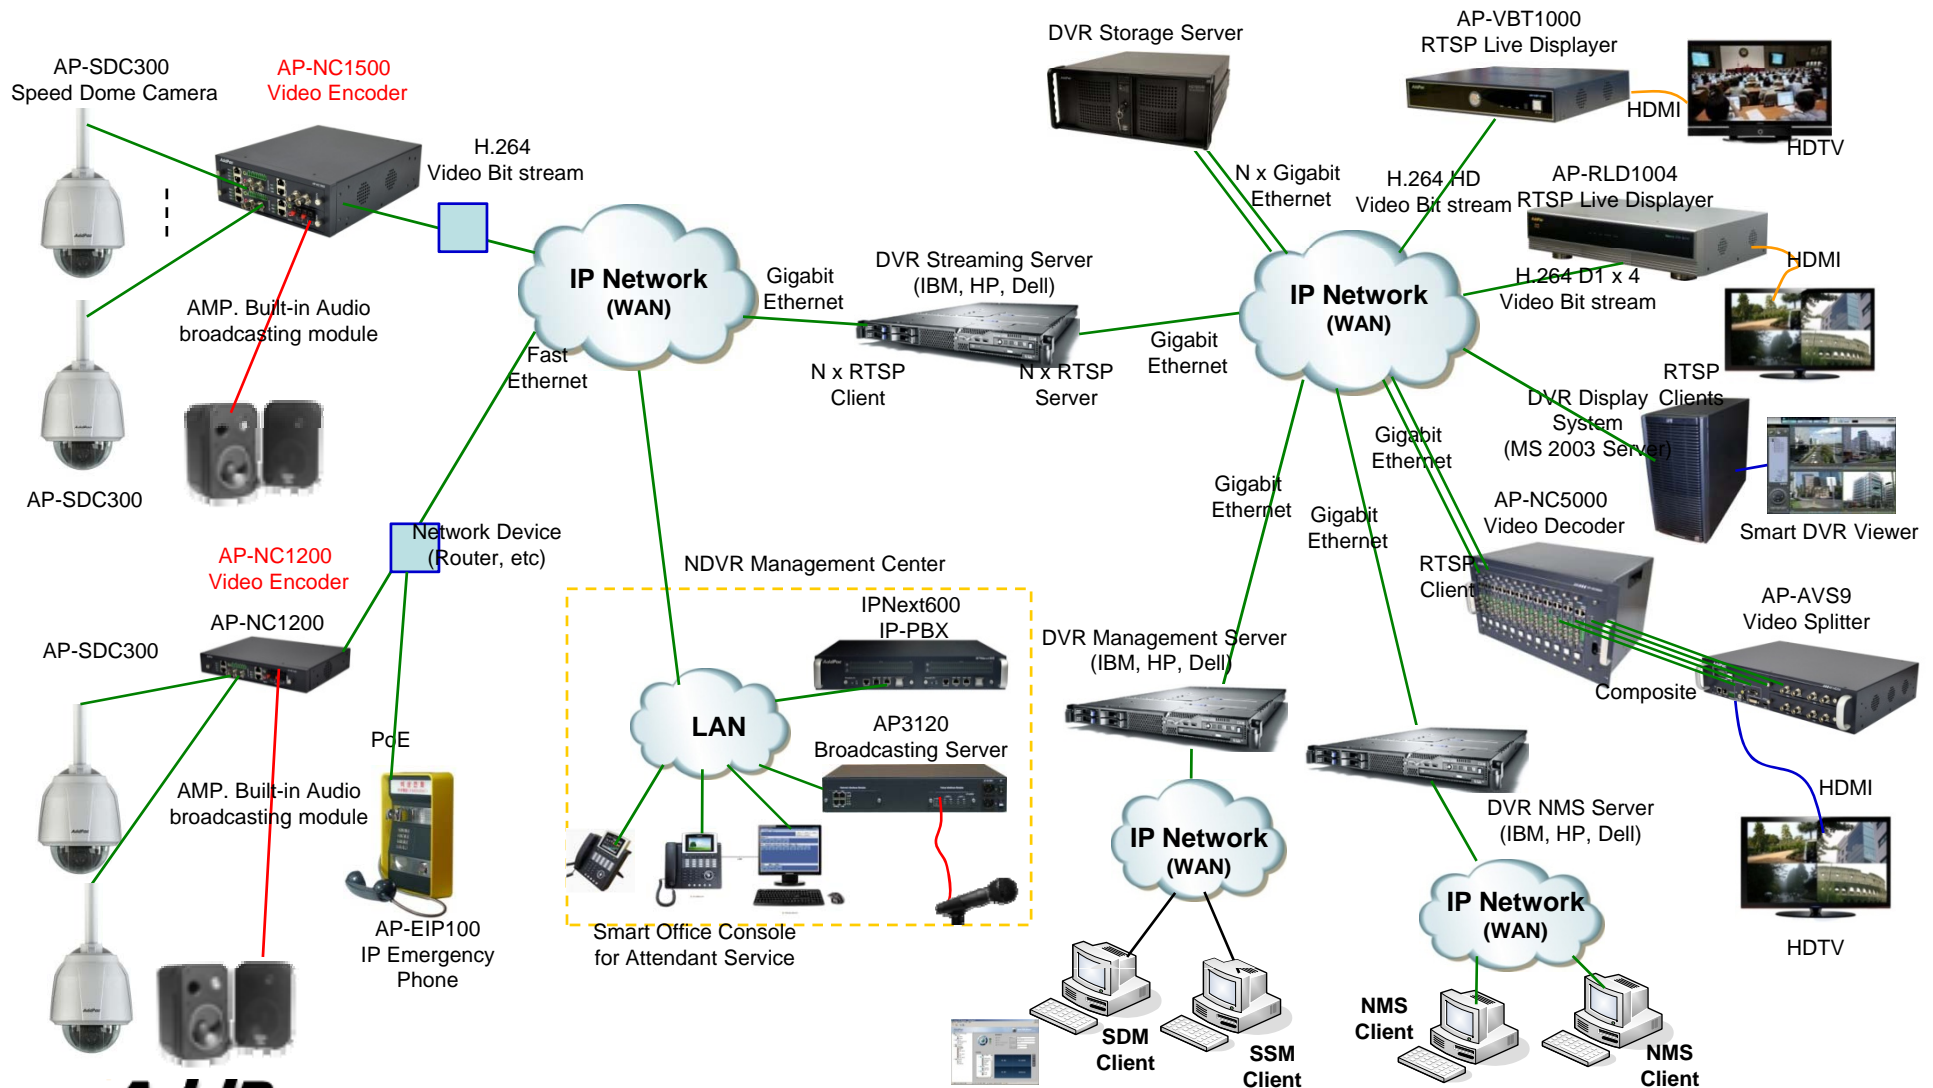 AP-SDC300
Speed Dome Camera
AP-NC1500
Video Encoder
H.264
Video Bit stream
AMP. Built-in Audio
broadcasting module
AP-SDC300
IP Network
(WAN)
Fast
Ethernet
Gigabit
Ethernet
DVR Streaming Server
(IBM, HP, Dell)
N x RTSP
Client
N x RTSP
Server
Gigabit
Ethernet
DVR Storage Server
N x Gigabit
Ethernet
IP Network
(WAN)
AP-VBT1000
RTSP Live Displayer
HDMI
HDTV
H.264 HD
Video Bit stream
AP-RLD1004
RTSP Live Displayer
HDMI
H.264 D1 x 4
Video Bit stream
RTSP
Clients
DVR Display
System
(MS 2003 Server)
Smart DVR Viewer
Gigabit
Ethernet
Gigabit
Ethernet
Gigabit
Ethernet
AP-NC5000
Video Decoder
RTSP
Client
AP-AVS9
Video Splitter
Composite
HDMI
HDTV
Network Device
(Router, etc)
AP-NC1200
Video Encoder
AP-NC1200
AP-SDC300
PoE
AMP. Built-in Audio
broadcasting module
AP-EIP100
IP Emergency
Phone
NDVR Management Center
IPNext600
IP-PBX
LAN
AP3120
Broadcasting Server
Smart Office Console
for Attendant Service
DVR Management Server
(IBM, HP, Dell)
IP Network
(WAN)
SDM
Client
SSM
Client
DVR NMS Server
(IBM, HP, Dell)
IP Network
(WAN)
NMS
Client
NMS
Client